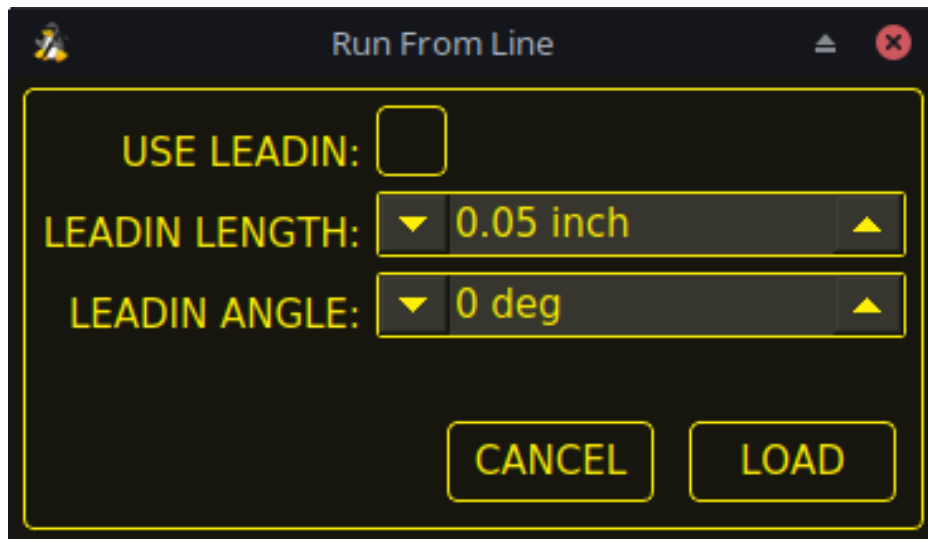 Run From Line
USE LEADIN:
LEADIN LENGTH: 0.05 inch
LEADIN ANGLE: 0 deg
CANCEL LOAD